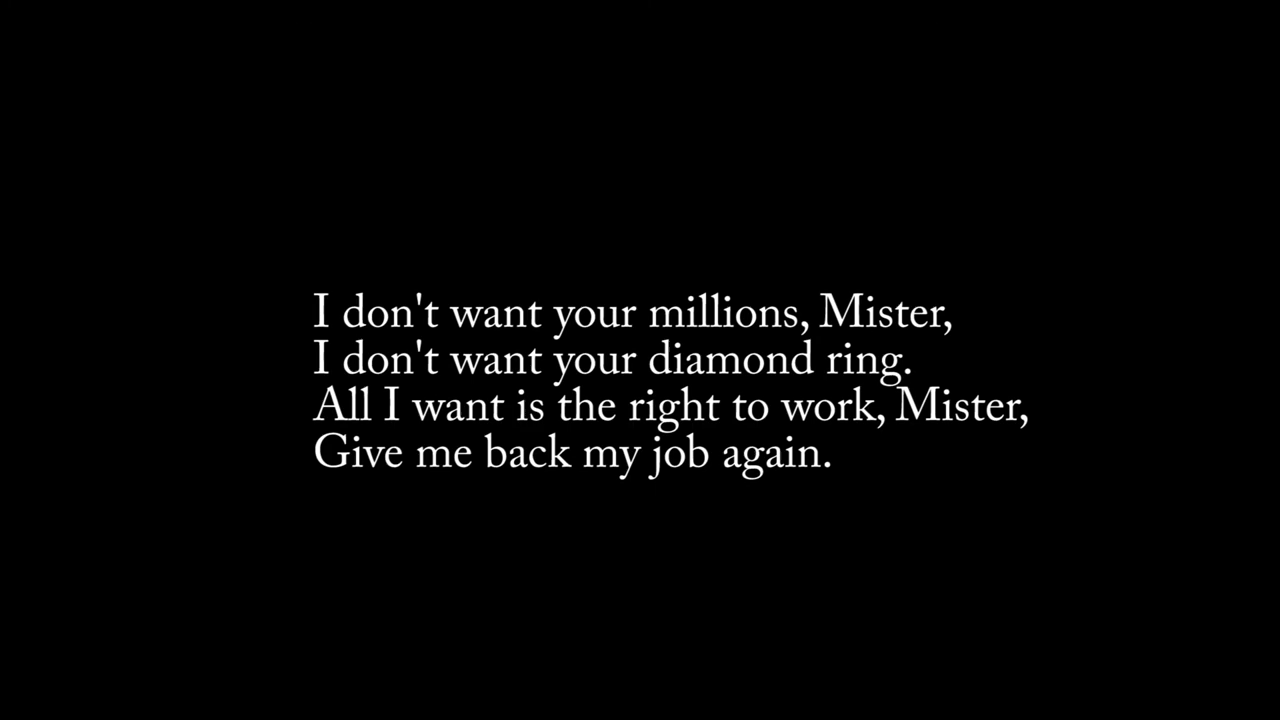 I don't want your millions, Mister,
I don't want your diamond ring.
All I want is the right to work, Mister,
Give me back my job again.